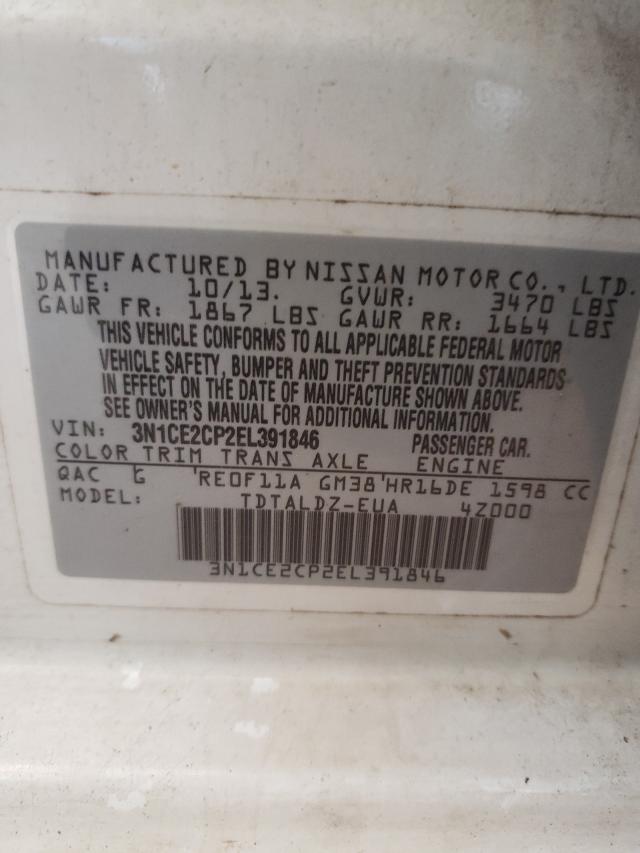 MANUFACTURED BY NISSAN MOTOR CO., LTD.
DATE: 10/13. GVWR: 3470 LBS
GAWR FR: 1867 LBS GAWR RR: 1664 LBS
THIS VEHICLE CONFORMS TO ALL APPLICABLE FEDERAL MOTOR
VEHICLE SAFETY, BUMPER AND THEFT PREVENTION STANDARDS
IN EFFECT ON THE DATE OF MANUFACTURE SHOWN ABOVE.
SEE OWNER'S MANUAL FOR ADDITIONAL INFORMATION.
VIN: 3N1CE2CP2EL391846 PASSENGER CAR.
COLOR TRIM TRANS AXLE ENGINE
QAC G 'RE0F11A GM38'HR16DE 1598 CC
MODEL: TDTALDZ-EUA 4Z000
3N1CE2CP2EL391846